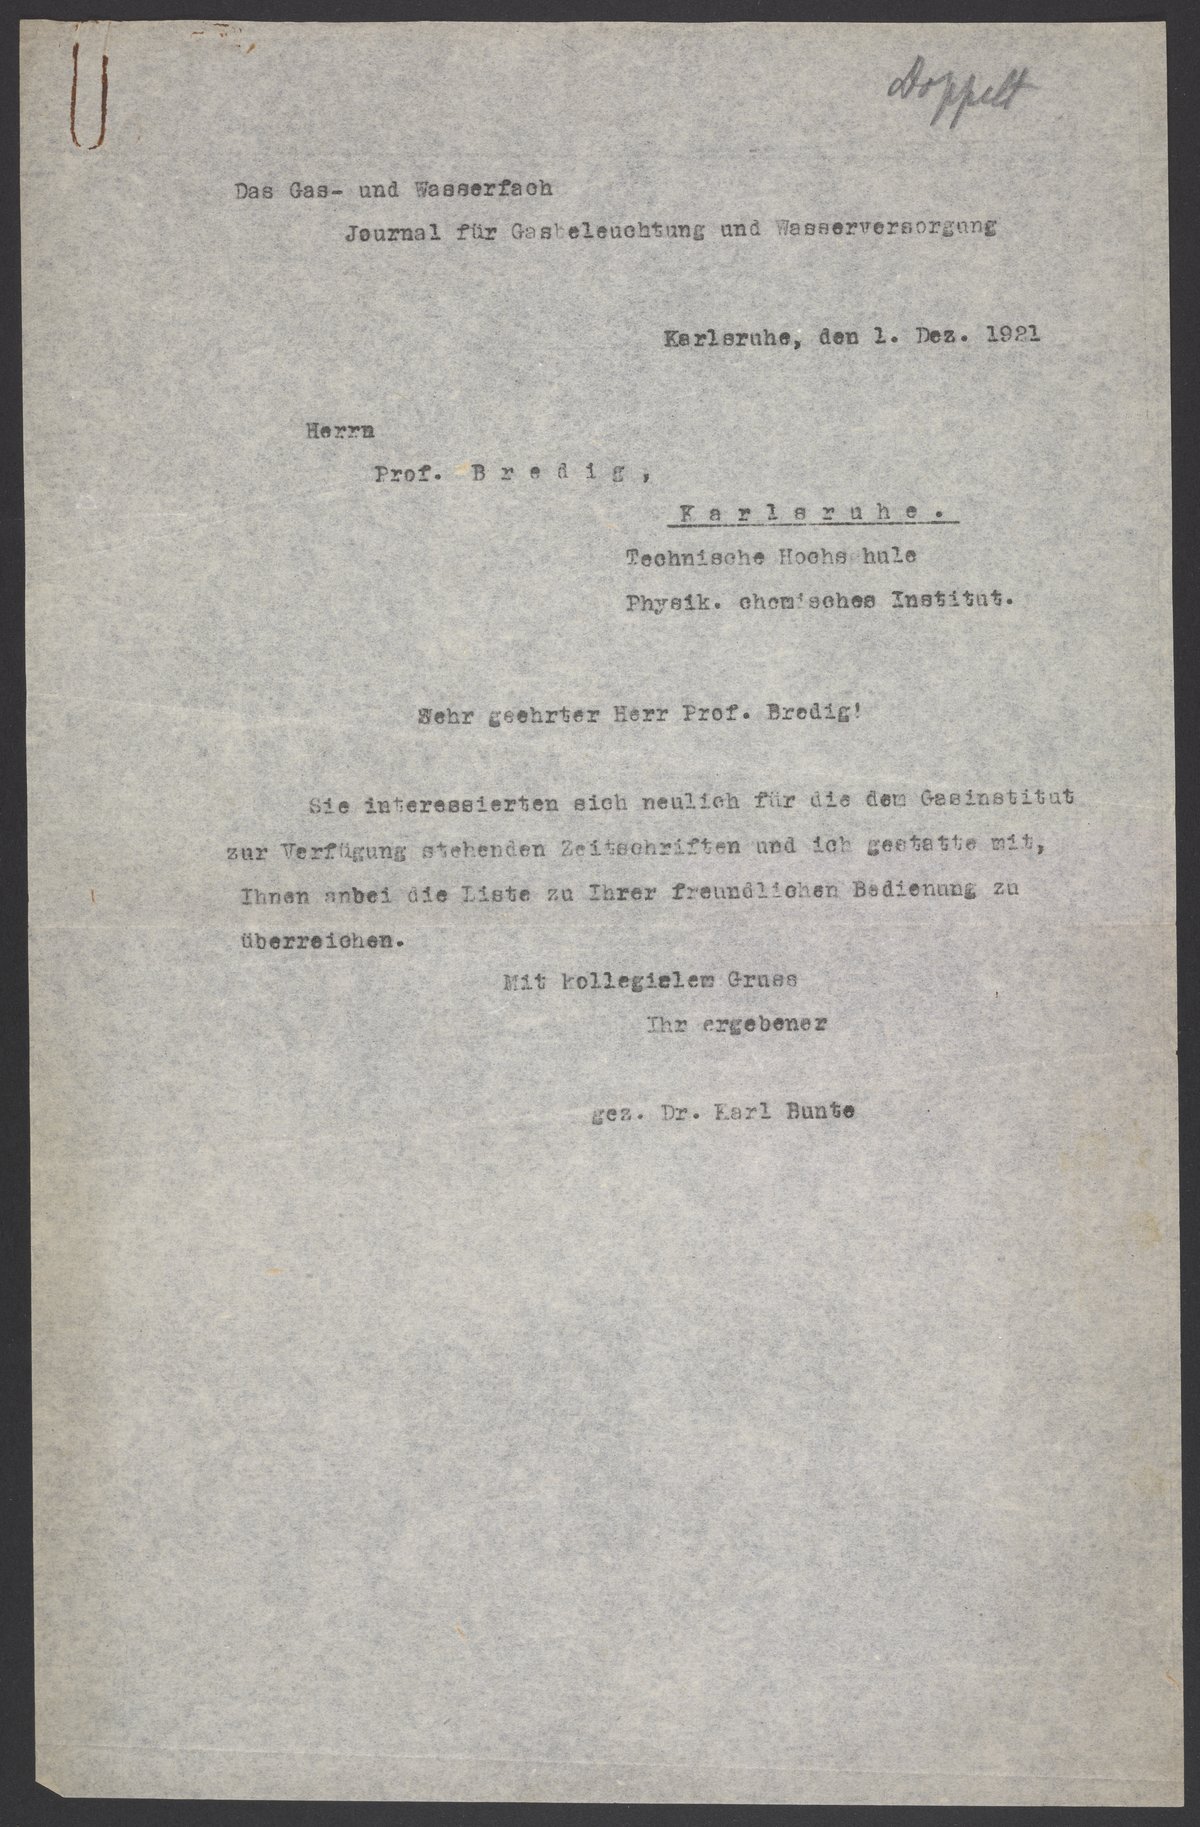 Doppelt
Das Gas- und Wasserfach
Journal für Gasbeleuchtung und Wasserversorgung
Karlsruhe, den 1. Dez. 1921
Herrn
Prof. B r e d i g ,
K a r l s r u h e .
Technische Hochschule
Physik. chemisches Institut.
Sehr geehrter Herr Prof. Bredig!
Sie interessierten sich neulich für die dem Gasinstitut
zur Verfügung stehenden Zeitschriften und ich gestatte mit,
Ihnen anbei die Liste zu Ihrer freundlichen Bedienung zu
überreichen.
Mit kollegialem Gruss
Ihr ergebener
gez. Dr. Karl Bunte